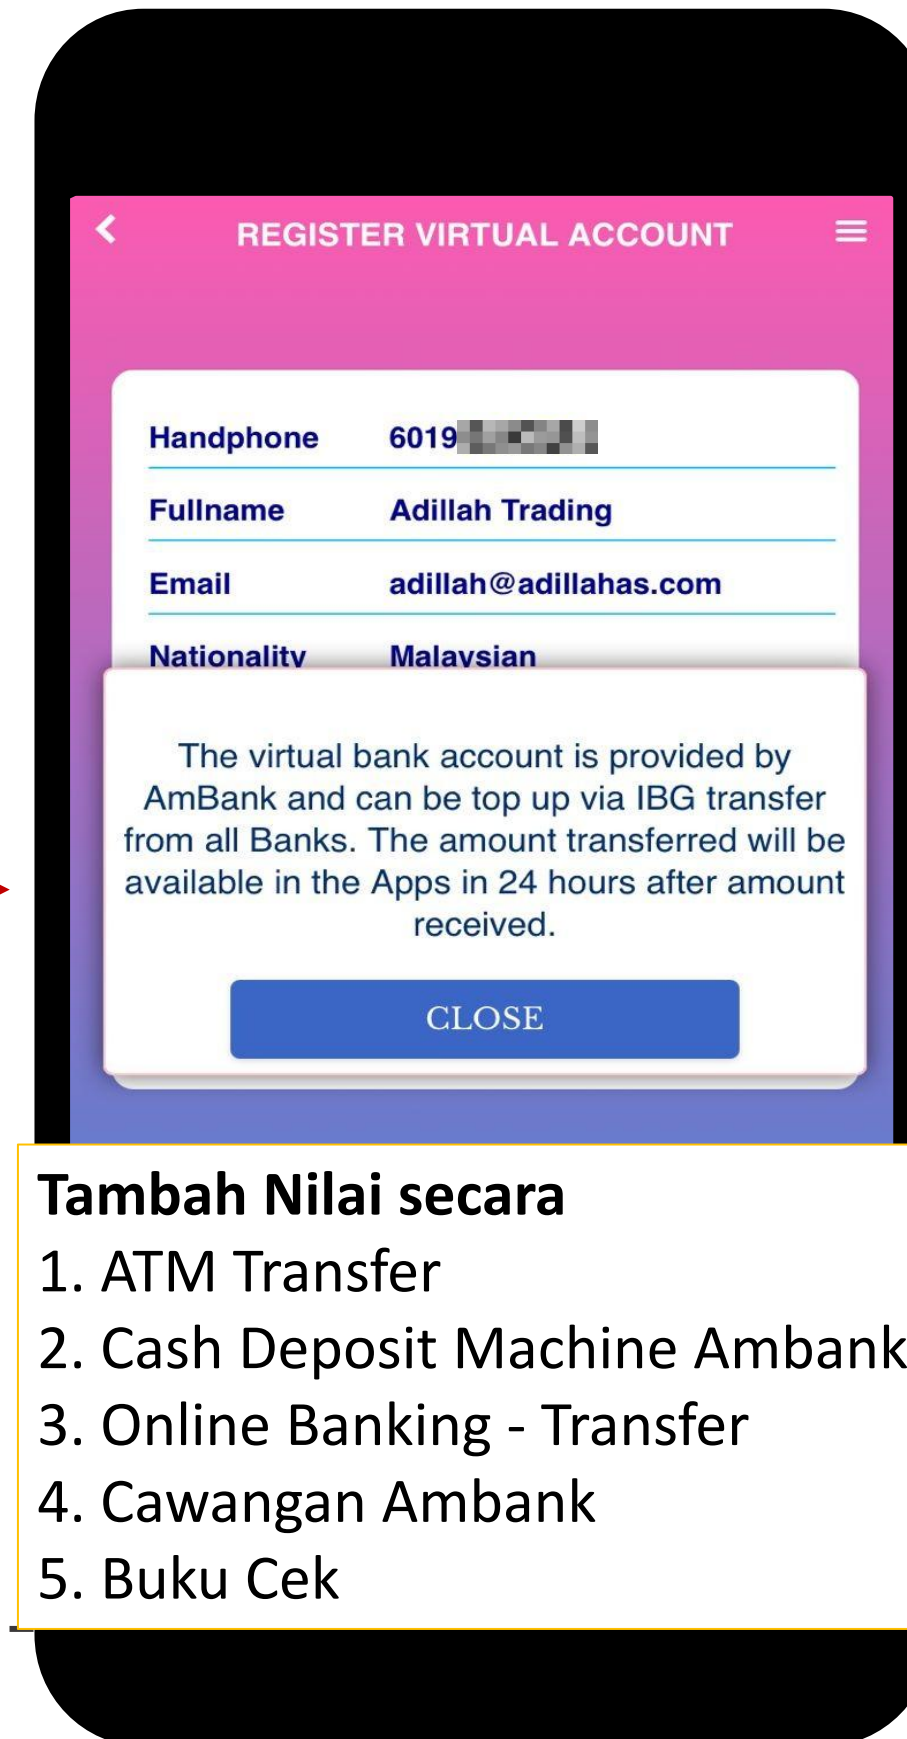 REGISTER VIRTUAL ACCOUNT
Handphone 6019
Fullname Adillah Trading
Email adillah@adillahas.com
Nationality Malaysian
The virtual bank account is provided by
AmBank and can be top up via IBG transfer
from all Banks. The amount transferred will be
available in the Apps in 24 hours after amount
received.
CLOSE
Tambah Nilai secara
1. ATM Transfer
2. Cash Deposit Machine Ambank
3. Online Banking - Transfer
4. Cawangan Ambank
5. Buku Cek